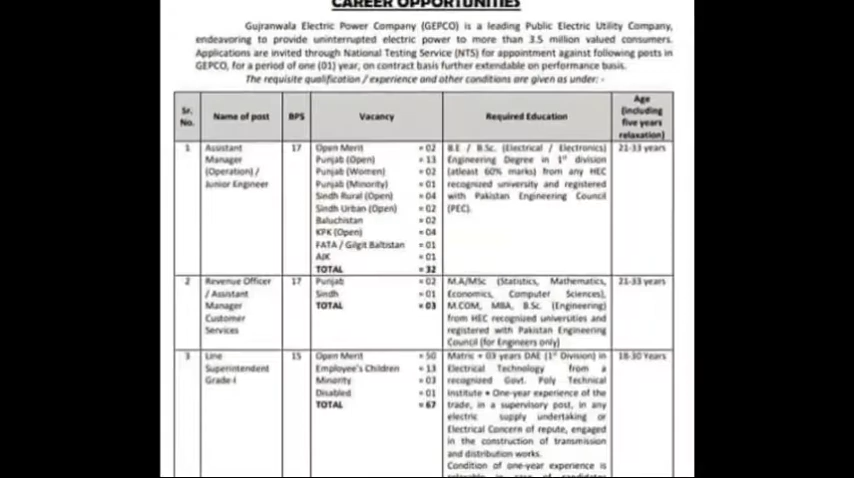 CAREER OPPORTUNITIES
Gujranwala Electric Power Company (GEPCO) is a leading Public Electric Utility Company,
endeavoring to provide uninterrupted electric power to more than 3.5 million valued consumers.
Applications are invited through National Testing Service (NTS) for appointment against following posts in
GEPCO, for a period of one (01) year, on contract basis further extendable on performance basis.
The requisite qualification / experience and other conditions are given as under: -
Sr. No.
Name of post
BPS
Vacancy
Required Education
Age
(including
five years
relaxation)
1
Assistant
Manager
(Operation) /
Junior Engineer
17
Open Merit = 02
Punjab (Open) = 13
Punjab (Women) = 02
Punjab (Minority) = 01
Sindh Rural (Open) = 04
Sindh Urban (Open) = 02
Baluchistan = 02
KPK (Open) = 04
FATA / Gilgit Baltistan = 01
AJK = 01
TOTAL = 32
B.E / B.Sc. (Electrical / Electronics)
Engineering Degree in 1st division
(atleast 60% marks) from any HEC
recognized university and registered
with Pakistan Engineering Council
(PEC).
21-33 years
2
Revenue Officer
/ Assistant
Manager
Customer
Services
17
Punjab = 02
Sindh = 01
TOTAL = 03
M.A/MSc (Statistics, Mathematics,
Economics, Computer Sciences),
M.COM, MBA, B.Sc. (Engineering)
from HEC recognized universities and
registered with Pakistan Engineering
Council (for Engineers only)
21-33 years
3
Line
Superintendent
Grade-I
15
Open Merit = 50
Employee's Children = 13
Minority = 03
Disabled = 01
TOTAL = 67
Matric + 03 years DAE (1st Division) in
Electrical Technology from a
recognized Govt. Poly Technical
Institute + One-year experience of the
trade, in a supervisory post, in any
electric supply undertaking or
Electrical Concern of repute, engaged
in the construction of transmission
and distribution works.
Condition of one-year experience is
18-30 Years